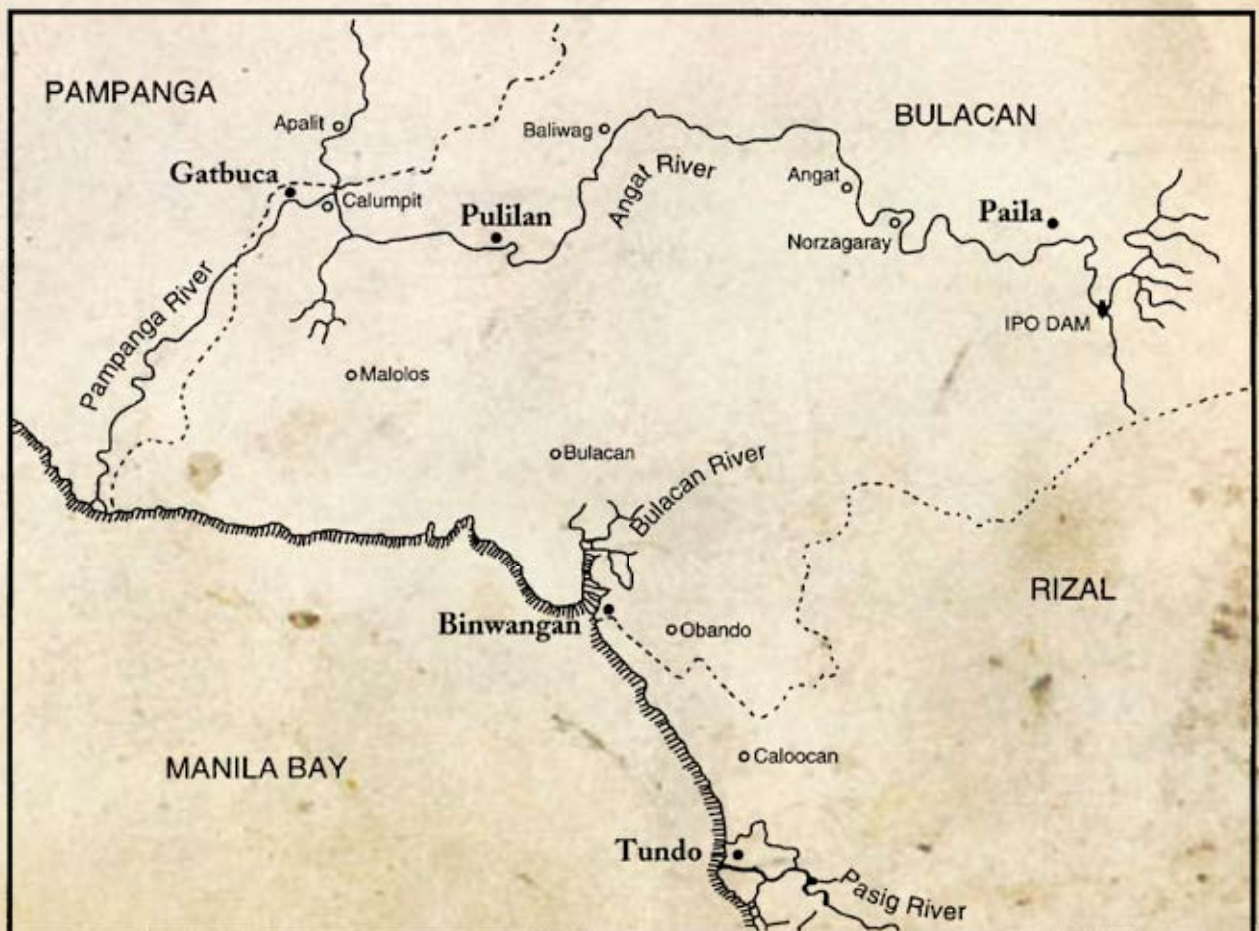 PAMPANGA
BULACAN
Apalit
Baliwag
Gatbuca
Calumpit
Pulilan
Angat River
Angat
Norzagaray
Paila
IPO DAM
Pampanga River
Malolos
Bulacan
Bulacan River
RIZAL
Binwangan
Obando
MANILA BAY
Caloocan
Tundo
Pasig River